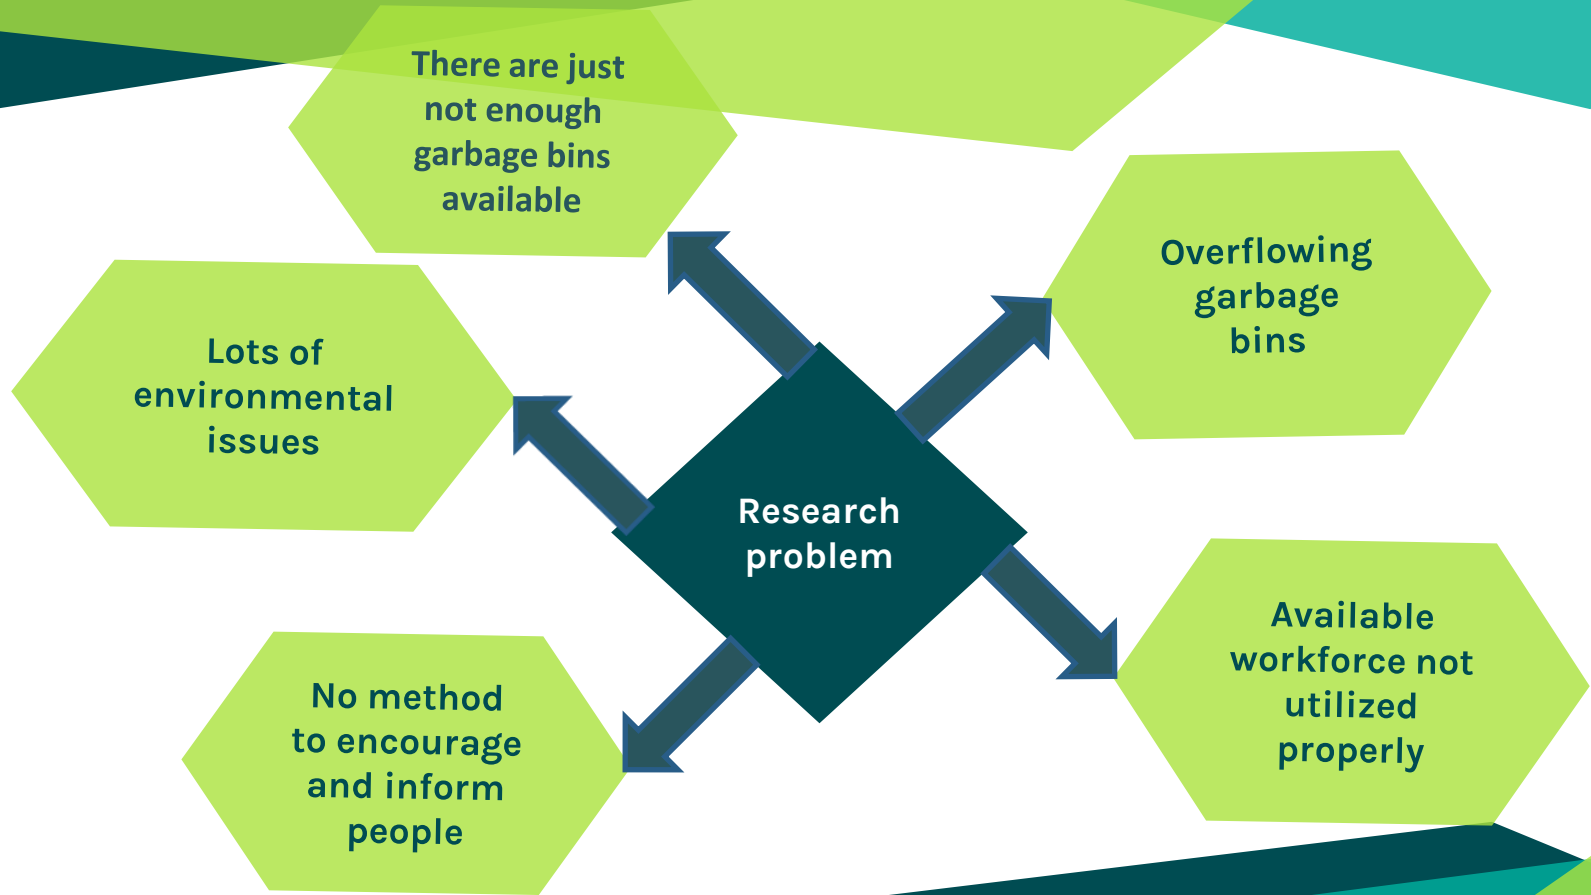 There are just
not enough
garbage bins
available
Overflowing
garbage
bins
Lots of
environmental
issues
Research
problem
Available
workforce not
utilized
properly
No method
to encourage
and inform
people